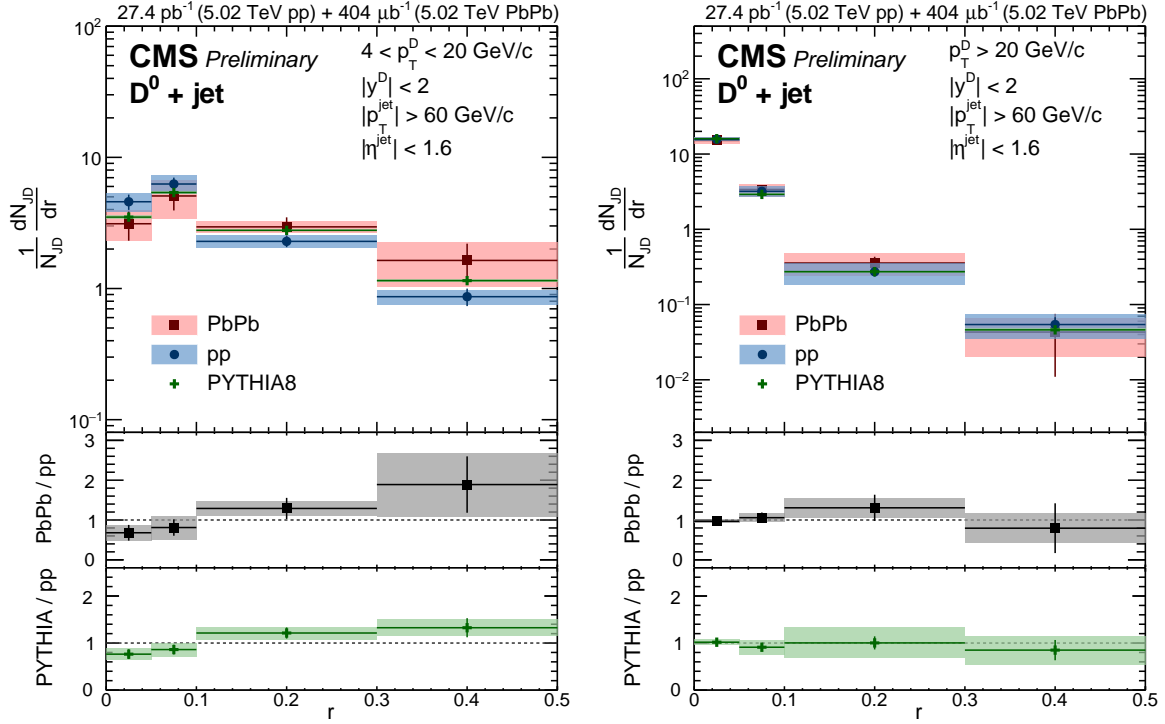 27.4 pb⁻¹ (5.02 TeV pp) + 404 μb⁻¹ (5.02 TeV PbPb)
CMS Preliminary
D⁰ + jet
4 < p_T^D < 20 GeV/c
|y^D| < 2
|p_T^jet| > 60 GeV/c
|η^jet| < 1.6
10²
10
1
10⁻¹
1/N_JD dN_JD/dr
PbPb
pp
PYTHIA8
PbPb / pp
3
2
1
0
PYTHIA / pp
2
1
0
0 0.1 0.2 0.3 0.4 0.5
r
27.4 pb⁻¹ (5.02 TeV pp) + 404 μb⁻¹ (5.02 TeV PbPb)
CMS Preliminary
D⁰ + jet
p_T^D > 20 GeV/c
|y^D| < 2
|p_T^jet| > 60 GeV/c
|η^jet| < 1.6
10²
10
1
10⁻¹
10⁻²
1/N_JD dN_JD/dr
PbPb
pp
PYTHIA8
PbPb / pp
3
2
1
0
PYTHIA / pp
2
1
0
0 0.1 0.2 0.3 0.4 0.5
r